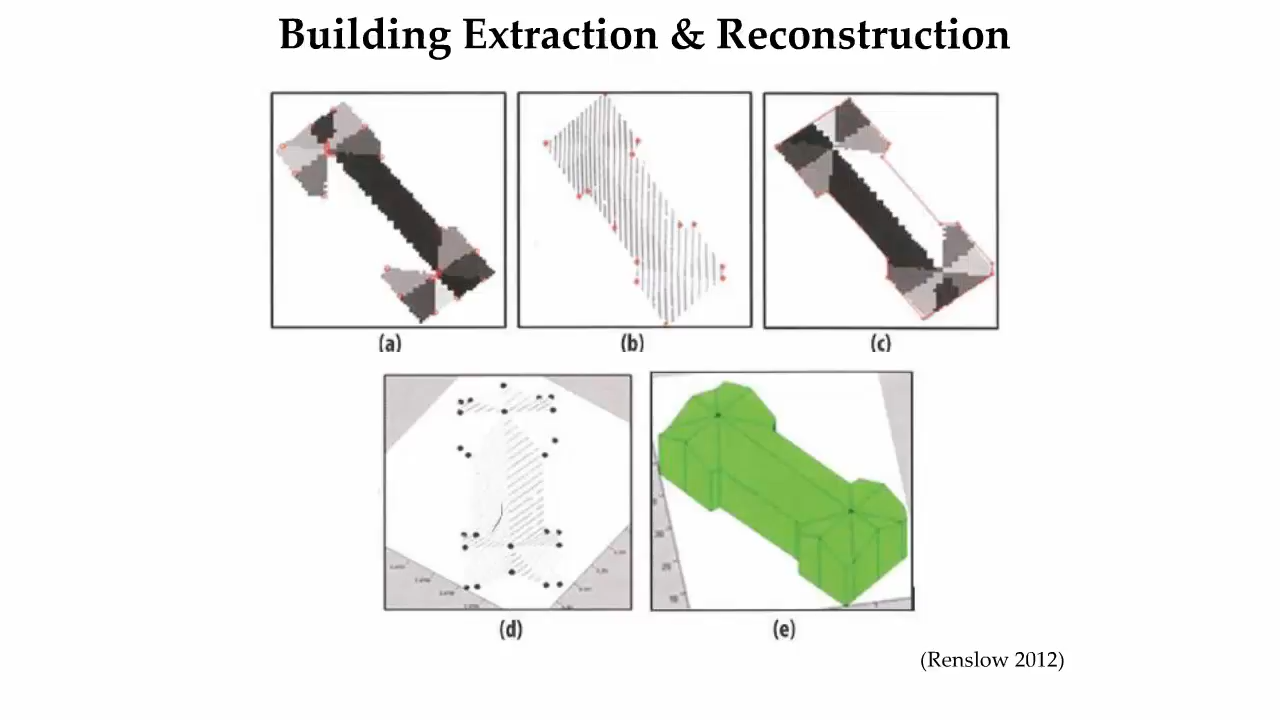 Building Extraction & Reconstruction
(a)
(b)
(c)
(d)
(e)
(Renslow 2012)